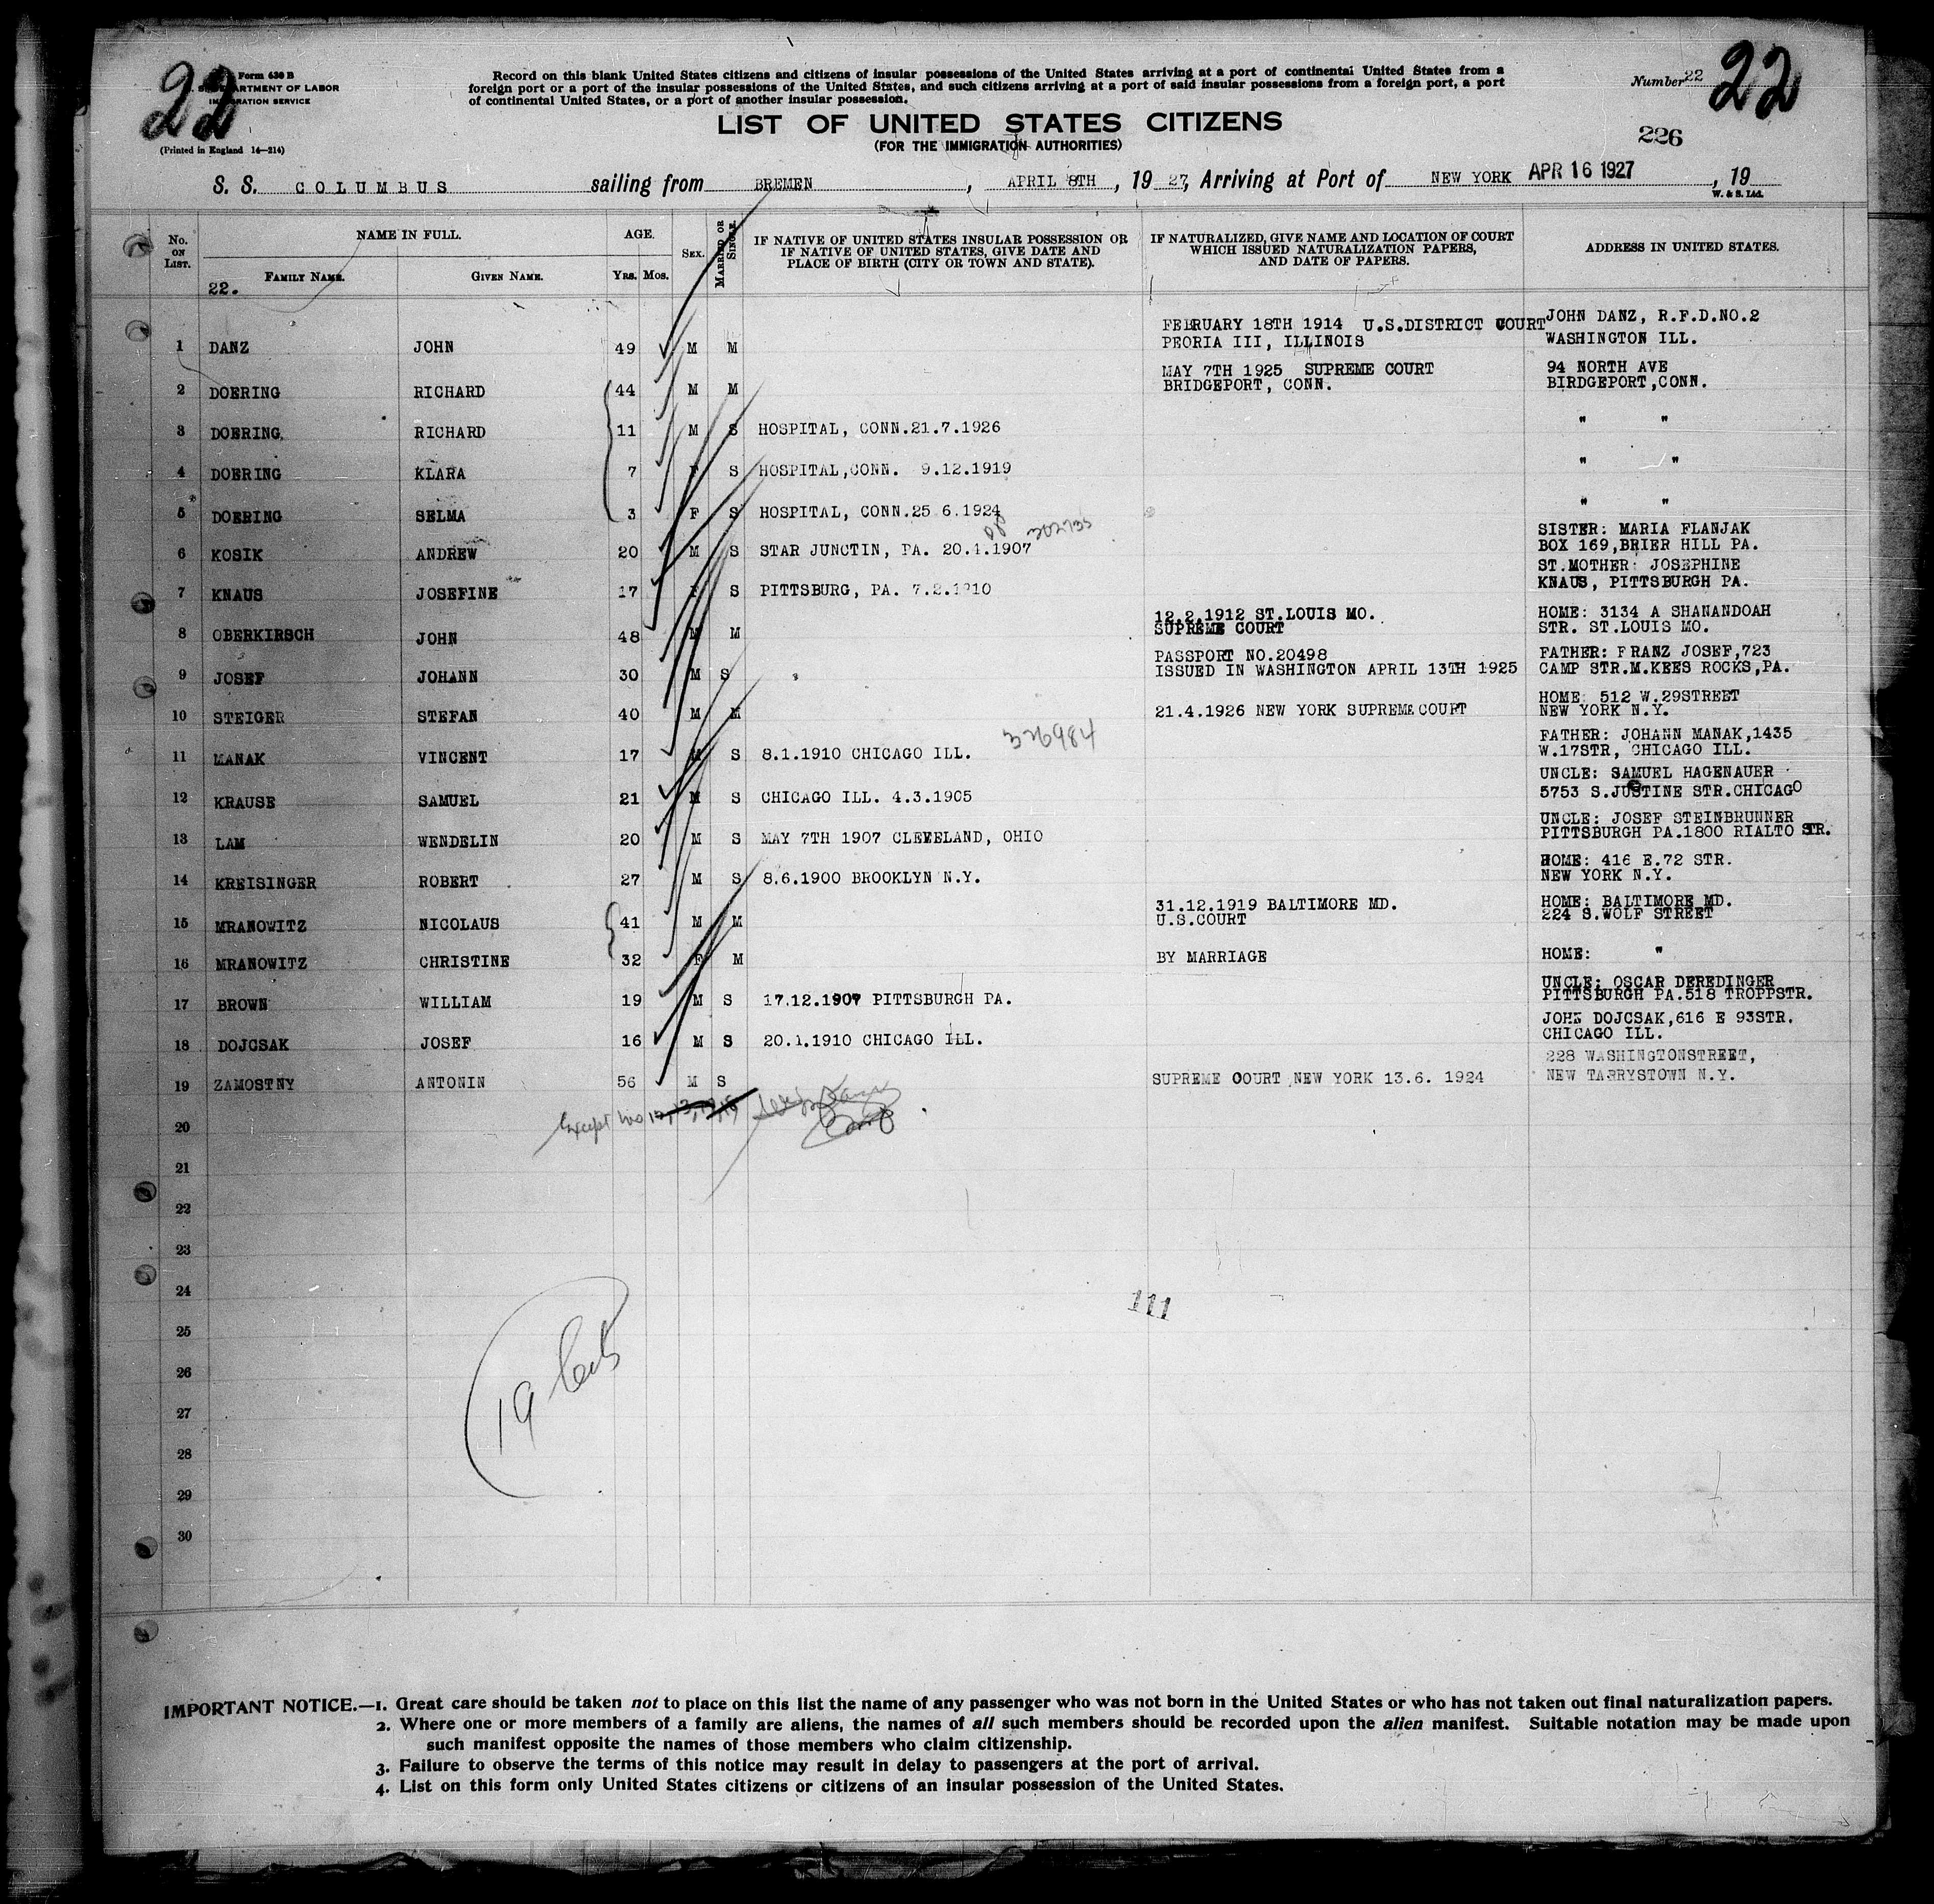 22
Form 630 B
DEPARTMENT OF LABOR
IMMIGRATION SERVICE
(Printed in England 14—214)
Record on this blank United States citizens and citizens of insular possessions of the United States arriving at a port of continental United States from a
foreign port or a port of the insular possessions of the United States, and such citizens arriving at a port of said insular possessions from a foreign port, a port
of continental United States, or a port of another insular possession.
Number 22
22
LIST OF UNITED STATES CITIZENS
(FOR THE IMMIGRATION AUTHORITIES)
226
S. S. COLUMBUS sailing from BREMEN, APRIL 8TH, 19 27, Arriving at Port of NEW YORK APR 16 1927, 19
W. & S. Ltd.
No. ON LIST. NAME IN FULL. AGE. SEX. MARRIED OR SINGLE. IF NATIVE OF UNITED STATES INSULAR POSSESSION OR IF NATIVE OF UNITED STATES, GIVE DATE AND PLACE OF BIRTH (CITY OR TOWN AND STATE). IF NATURALIZED, GIVE NAME AND LOCATION OF COURT WHICH ISSUED NATURALIZATION PAPERS, AND DATE OF PAPERS. ADDRESS IN UNITED STATES.
FAMILY NAME. GIVEN NAME. YRS. MOS.
22.
1 DANZ JOHN 49 M M FEBRUARY 18TH 1914 U.S.DISTRICT COURT PEORIA III, ILLINOIS JOHN DANZ, R.F.D.NO.2 WASHINGTON ILL.
2 DOERING RICHARD 44 M M MAY 7TH 1925 SUPREME COURT BRIDGEPORT, CONN. 94 NORTH AVE BIRDGEPORT,CONN.
3 DOERING, RICHARD 11 M S HOSPITAL, CONN.21.7.1926 " "
4 DOERING KLARA 7 F S HOSPITAL,CONN. 9.12.1919 " "
5 DOERING SELMA 3 F S HOSPITAL, CONN.25 6.1924 " "
302735
6 KOSIK ANDREW 20 M S STAR JUNCTIN, PA. 20.1.1907 SISTER: MARIA FLANJAK BOX 169,BRIER HILL PA.
7 KNAUS JOSEFINE 17 F S PITTSBURG, PA. 7.2.1910 ST.MOTHER: JOSEPHINE KNAUS, PITTSBURGH PA.
8 OBERKIRSCH JOHN 48 M M 12.2.1912 ST.LOUIS MO. SUPREME COURT HOME: 3134 A SHANANDOAH STR. ST.LOUIS MO.
9 JOSEF JOHANN 30 M S PASSPORT NO.20498 ISSUED IN WASHINGTON APRIL 13TH 1925 FATHER: FRANZ JOSEF,723 CAMP STR.M.KEES ROCKS,PA.
10 STEIGER STEFAN 40 M M 21.4.1926 NEW YORK SUPREME COURT HOME: 512 W.29STREET NEW YORK N.Y.
326984
11 MANAK VINCENT 17 M S 8.1.1910 CHICAGO ILL. FATHER: JOHANN MANAK,1435 W.17STR, CHICAGO ILL.
12 KRAUSE SAMUEL 21 M S CHICAGO ILL. 4.3.1905 UNCLE: SAMUEL HAGENAUER 5753 S.JUSTINE STR.CHICAGO
13 LAM WENDELIN 20 M S MAY 7TH 1907 CLEVELAND, OHIO UNCLE: JOSEF STEINBRUNNER PITTSBURGH PA.1800 RIALTO STR.
14 KREISINGER ROBERT 27 M S 8.6.1900 BROOKLYN N.Y. HOME: 416 E.72 STR. NEW YORK N.Y.
15 MRANOWITZ NICOLAUS 41 M M 31.12.1919 BALTIMORE MD. U.S.COURT HOME: BALTIMORE MD. 224 S.WOLF STREET
16 MRANOWITZ CHRISTINE 32 F M BY MARRIAGE HOME: "
17 BROWN WILLIAM 19 M S 17.12.1907 PITTSBURGH PA. UNCLE: OSCAR DEREDINGER PITTSBURGH PA.518 TROPPSTR.
18 DOJCSAK JOSEF 16 M S 20.1.1910 CHICAGO ILL. JOHN DOJCSAK,616 E 93STR. CHICAGO ILL.
19 ZAMOSTNY ANTONIN 56 M S SUPREME COURT NEW YORK 13.6. 1924 228 WASHINGTONSTREET, NEW TARRYSTOWN N.Y.
Except No
20
21
22
23
24
111
25
26
19
27
28
29
30
IMPORTANT NOTICE.—1. Great care should be taken not to place on this list the name of any passenger who was not born in the United States or who has not taken out final naturalization papers.
2. Where one or more members of a family are aliens, the names of all such members should be recorded upon the alien manifest. Suitable notation may be made upon
such manifest opposite the names of those members who claim citizenship.
3. Failure to observe the terms of this notice may result in delay to passengers at the port of arrival.
4. List on this form only United States citizens or citizens of an insular possession of the United States.